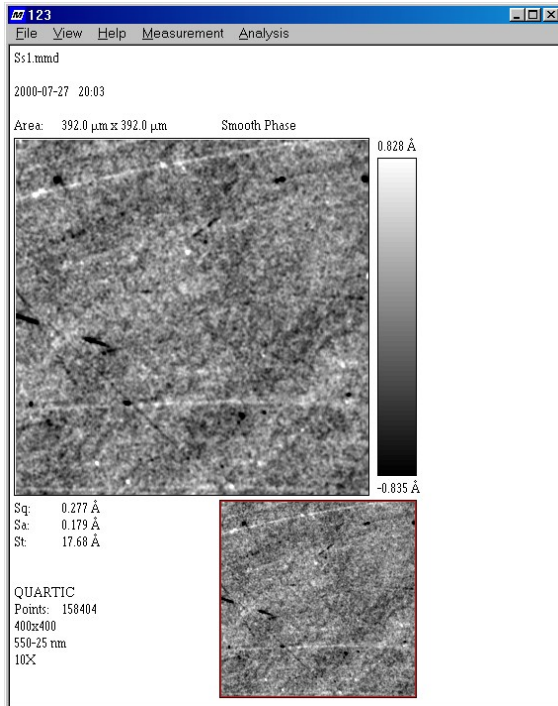 123
File View Help Measurement Analysis
Ss1.mmd
2000-07-27 20:03
Area: 392.0 µm x 392.0 µm Smooth Phase
0.828 Å
-0.835 Å
Sq: 0.277 Å
Sa: 0.179 Å
St: 17.68 Å
QUARTIC
Points: 158404
400x400
550-25 nm
10X